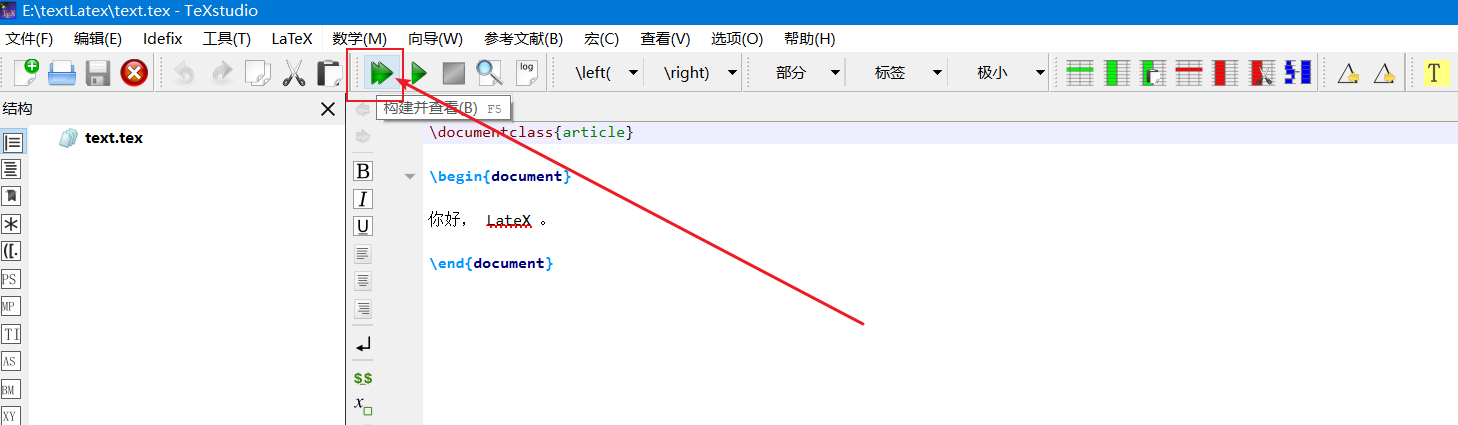 E:\textLatex\text.tex - TeXstudio
文件(F) 编辑(E) Idefix 工具(T) LaTeX 数学(M) 向导(W) 参考文献(B) 宏(C) 查看(V) 选项(O) 帮助(H)
log \left( \right) 部分 标签 极小 T
结构
构建并查看(B) F5
text.tex
\documentclass{article}
\begin{document}
你好， LateX 。
\end{document}
B
I
U
PS
MP
TI
AS
BM
XY
$$
x